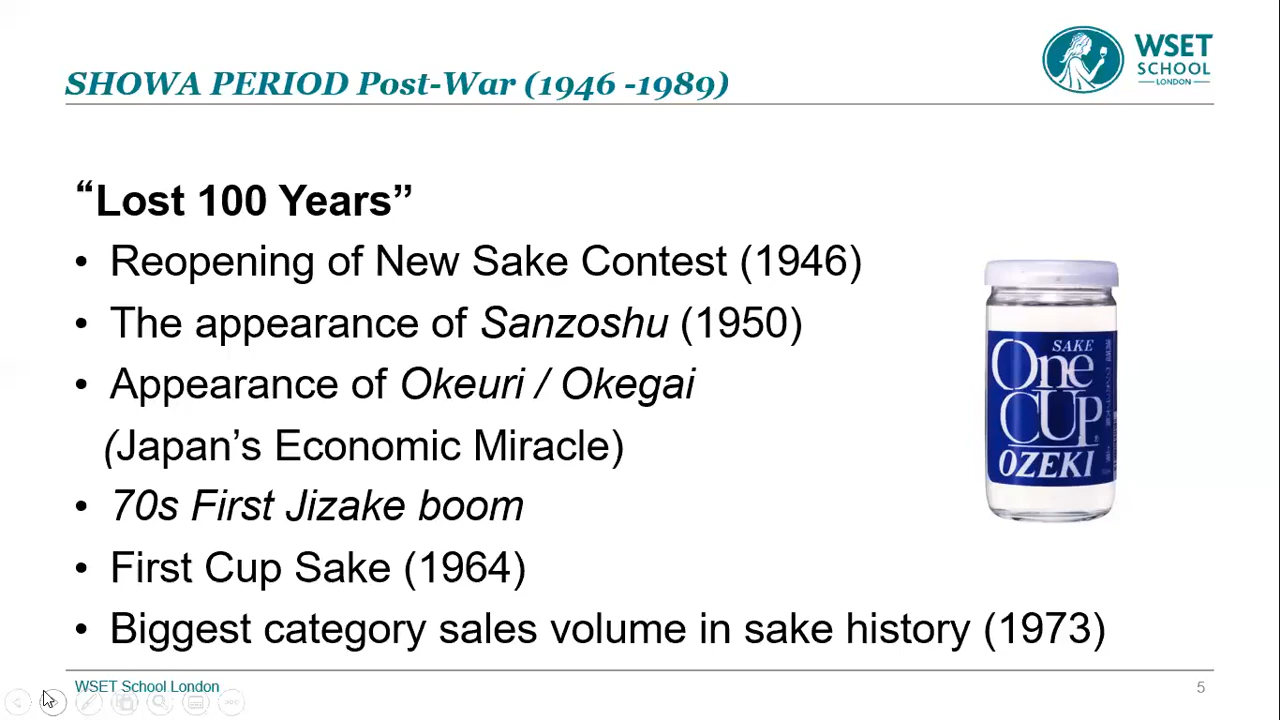 SHOWA PERIOD Post-War (1946 -1989)
WSET
SCHOOL
LONDON
“Lost 100 Years”
• Reopening of New Sake Contest (1946)
• The appearance of Sanzoshu (1950)
• Appearance of Okeuri / Okegai
(Japan’s Economic Miracle)
• 70s First Jizake boom
• First Cup Sake (1964)
• Biggest category sales volume in sake history (1973)
SAKE
One
CUP
OZEKI
WSET School London
5